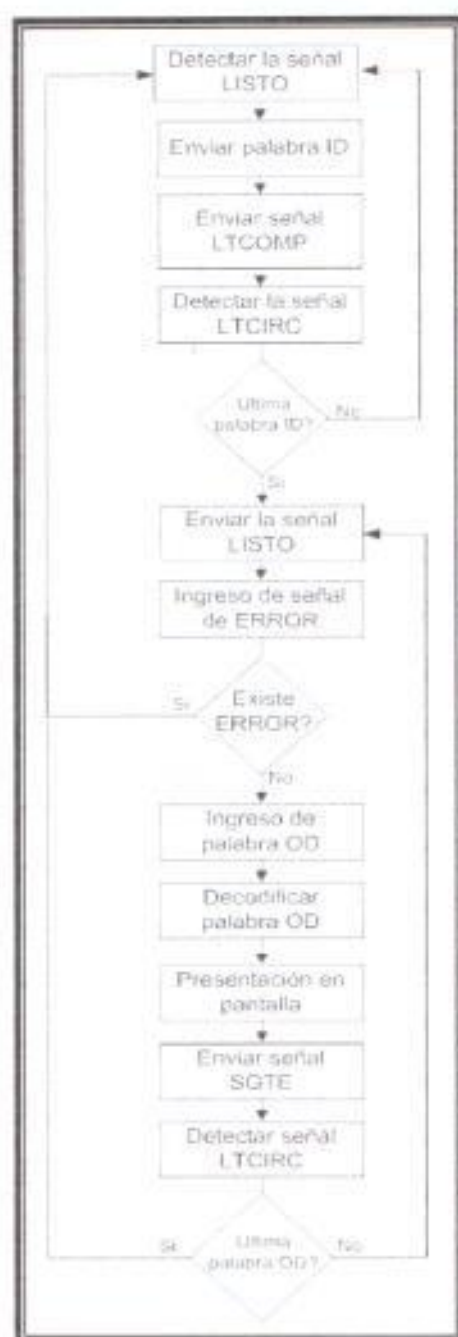 Detectar la señal
LISTO
Enviar palabra ID
Enviar señal
LTCOMP
Detectar la señal
LTCIRC
Ultima
palabra ID?
No
Si
Enviar la señal
LISTO
Ingreso de señal
de ERROR
Existe
ERROR?
Si
No
Ingreso de
palabra OD
Decodificar
palabra OD
Presentación en
pantalla
Enviar señal
SGTE
Detectar señal
LTCIRC
Si
Ultima
palabra OD?
No